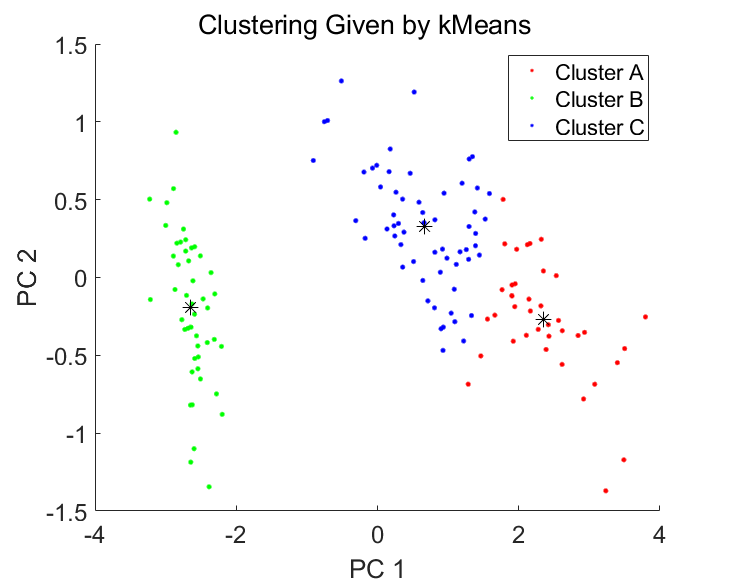 Clustering Given by kMeans
1.5
1
0.5
0
-0.5
-1
-1.5
PC 2
Cluster A
Cluster B
Cluster C
-4 -2 0 2 4
PC 1